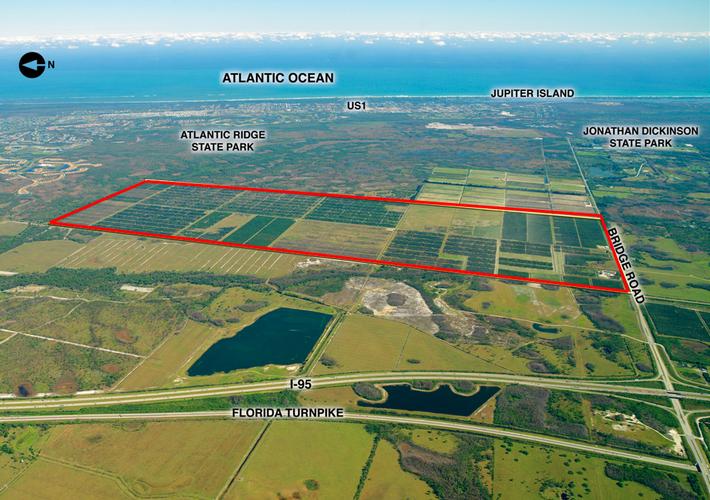 N
ATLANTIC OCEAN
JUPITER ISLAND
US1
ATLANTIC RIDGE
STATE PARK
JONATHAN DICKINSON
STATE PARK
BRIDGE ROAD
I-95
FLORIDA TURNPIKE